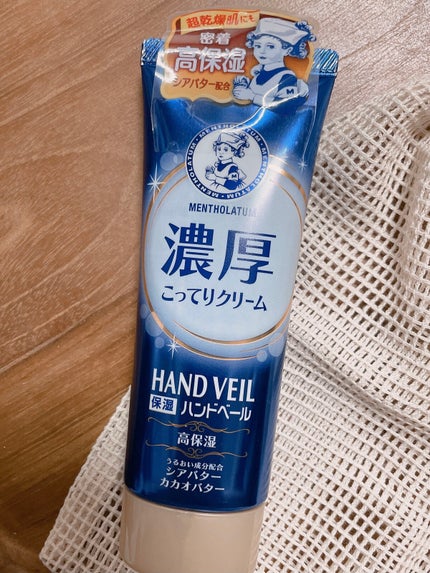 超乾燥肌にも
密着
高保湿
シアバター配合
M
MENTHOLATUM · MENTHOLATUM · MENTHOLATUM
MENTHOLATUM
濃厚
こってりクリーム
HAND VEIL
保湿 ハンドベール
高保湿
うるおい成分配合
シアバター
カカオバター